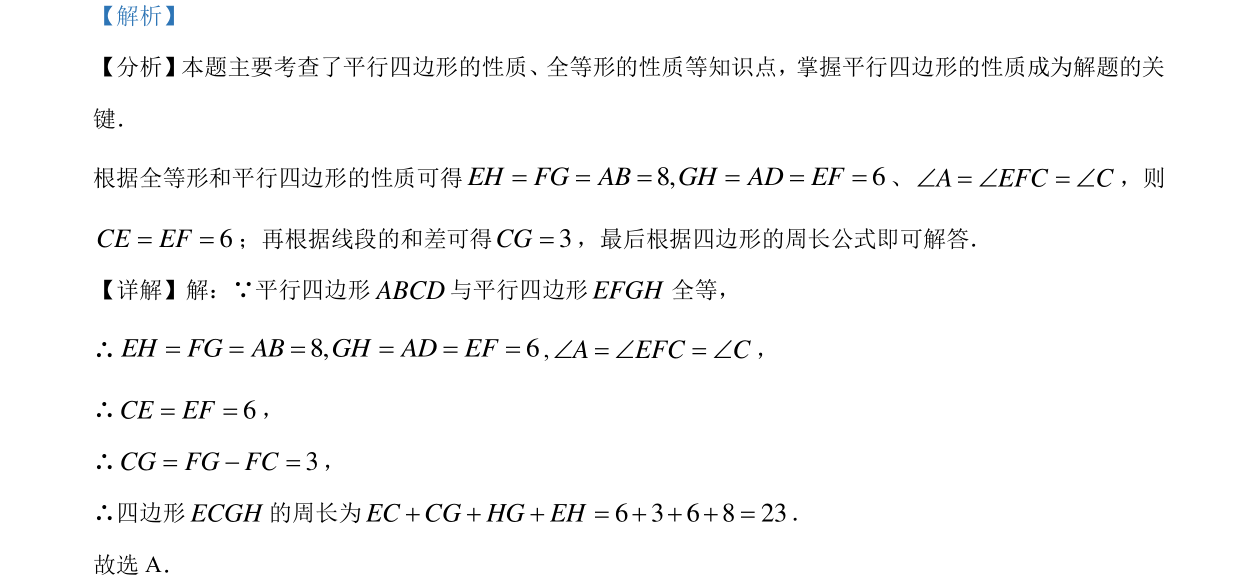 【解析】
【分析】本题主要考查了平行四边形的性质、全等形的性质等知识点，掌握平行四边形的性质成为解题的关
键．
根据全等形和平行四边形的性质可得 EH = FG = AB = 8, GH = AD = EF = 6 、∠A = ∠EFC = ∠C ，则
CE = EF = 6 ；再根据线段的和差可得 CG = 3 ，最后根据四边形的周长公式即可解答．
【详解】解：∵平行四边形 ABCD 与平行四边形 EFGH 全等，
∴ EH = FG = AB = 8, GH = AD = EF = 6 , ∠A = ∠EFC = ∠C ，
∴ CE = EF = 6 ，
∴ CG = FG − FC = 3 ，
∴四边形 ECGH 的周长为 EC + CG + HG + EH = 6 + 3 + 6 + 8 = 23 ．
故选 A．